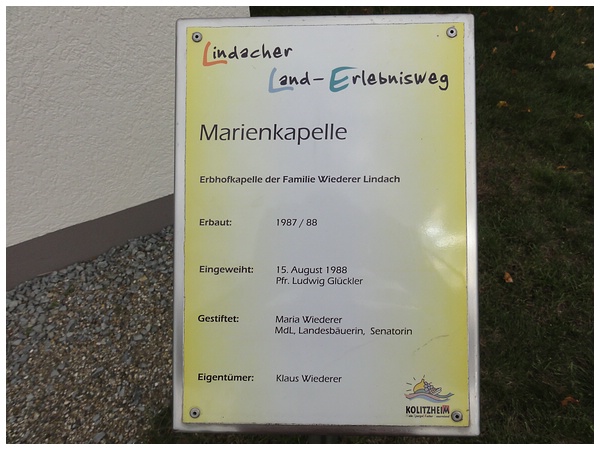 Lindacher
Land-Erlebnisweg
Marienkapelle
Erbhofkapelle der Familie Wiederer Lindach
Erbaut: 1987 / 88
Eingeweiht: 15. August 1988
Pfr. Ludwig Glückler
Gestiftet: Maria Wiederer
MdL, Landesbäuerin, Senatorin
Eigentümer: Klaus Wiederer
KOLITZHEIM